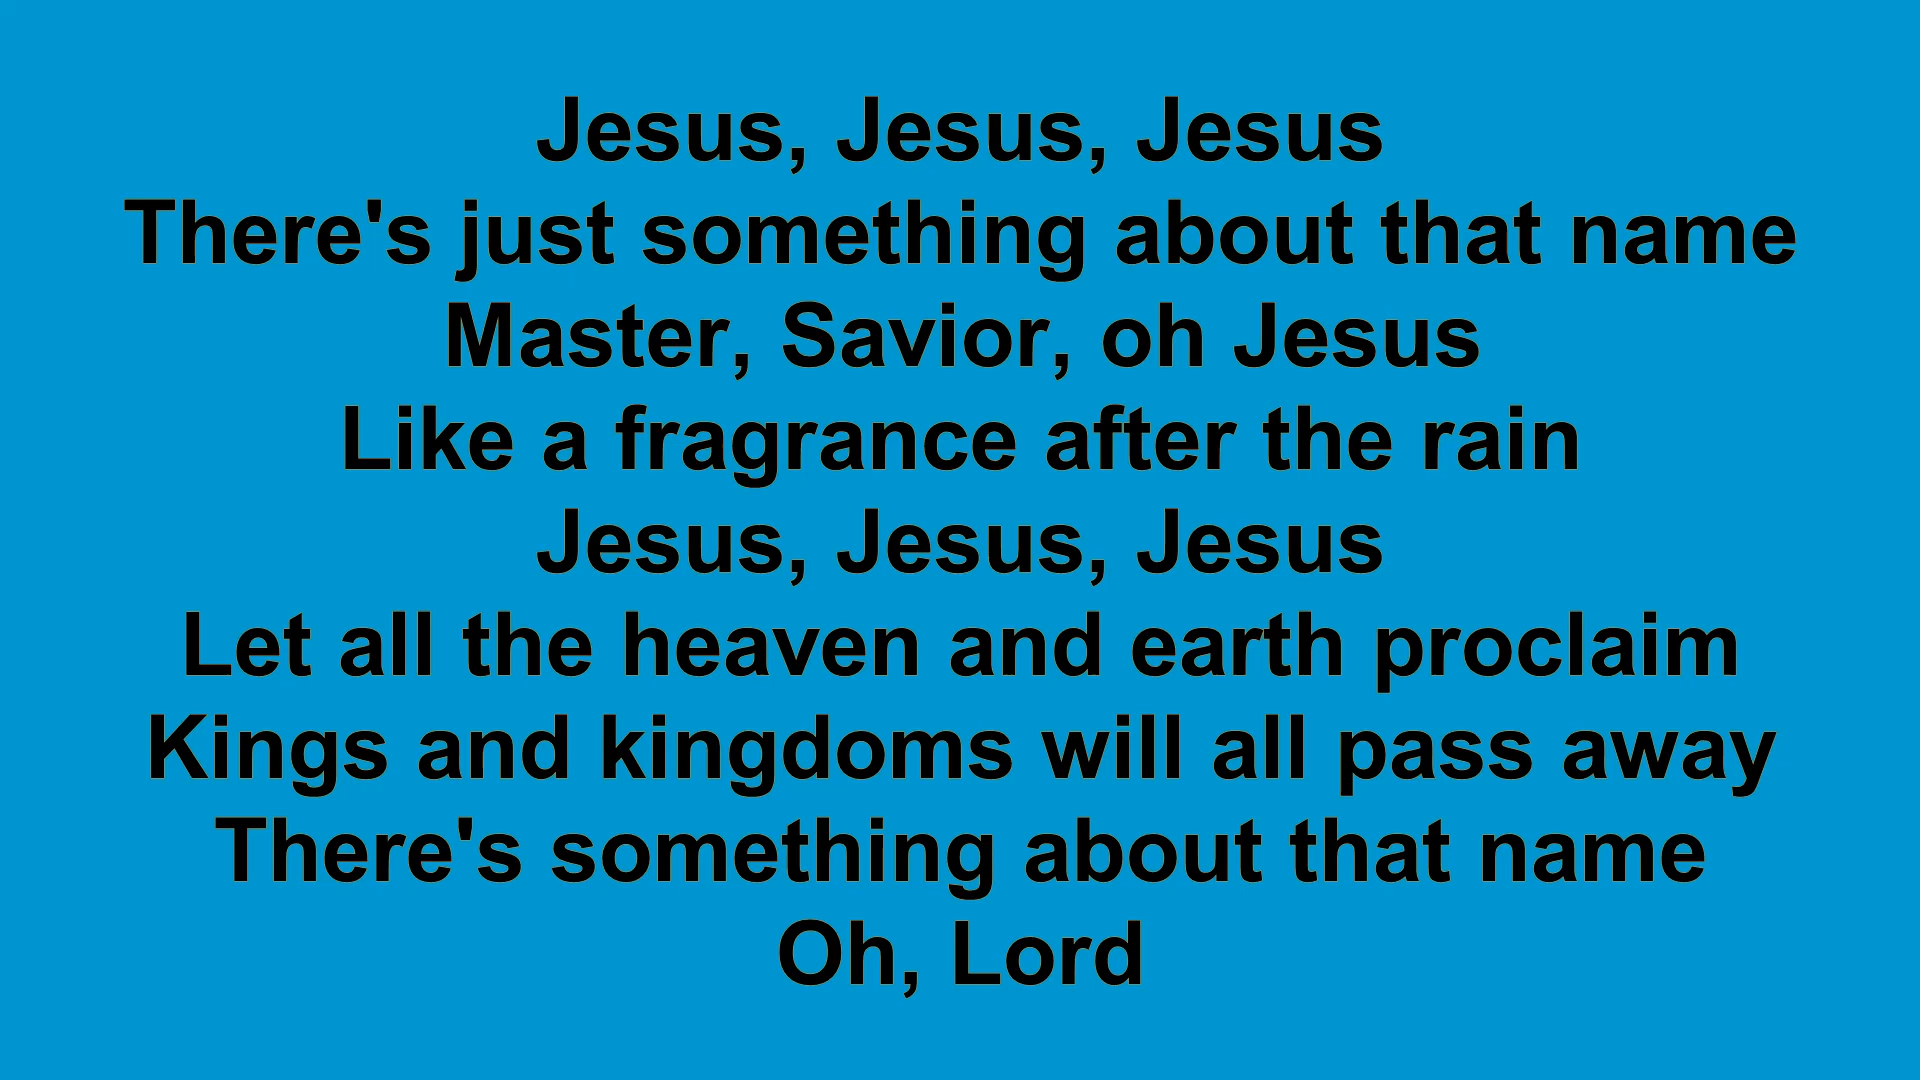 Jesus, Jesus, Jesus
There's just something about that name
Master, Savior, oh Jesus
Like a fragrance after the rain
Jesus, Jesus, Jesus
Let all the heaven and earth proclaim
Kings and kingdoms will all pass away
There's something about that name
Oh, Lord